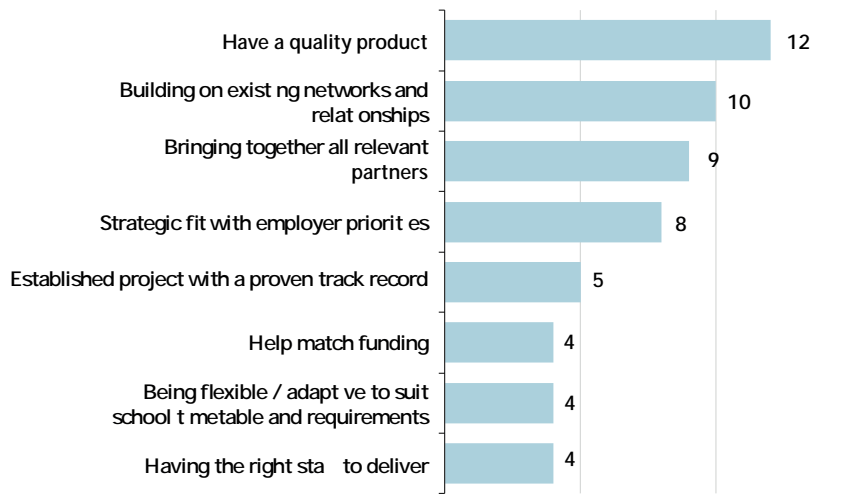 Have a quality product
12
Building on exist ng networks and
relat onships
10
Bringing together all relevant
partners
9
Strategic fit with employer priorit es
8
Established project with a proven track record
5
Help match funding
4
Being flexible / adapt ve to suit
school t metable and requirements
4
Having the right sta to deliver
4